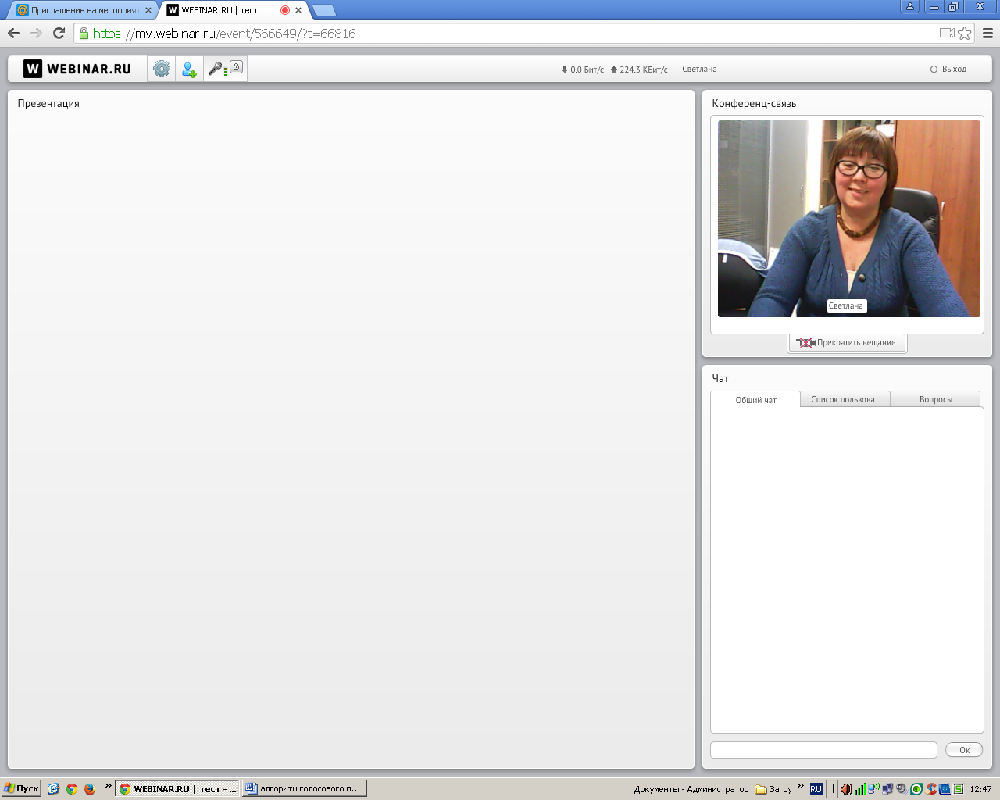 Приглашение на мероприят
WEBINAR.RU | тест
https://my.webinar.ru/event/566649/?t=66816
W WEBINAR.RU
0.0 Бит/с 224.3 КБит/с Светлана
Выход
Презентация
Конференц-связь
Светлана
Прекратить вещание
Чат
Общий чат
Список пользова...
Вопросы
Ок
Пуск
WEBINAR.RU | тест - ...
алгоритм голосового п...
Документы - Администратор
Загру
RU
12:47